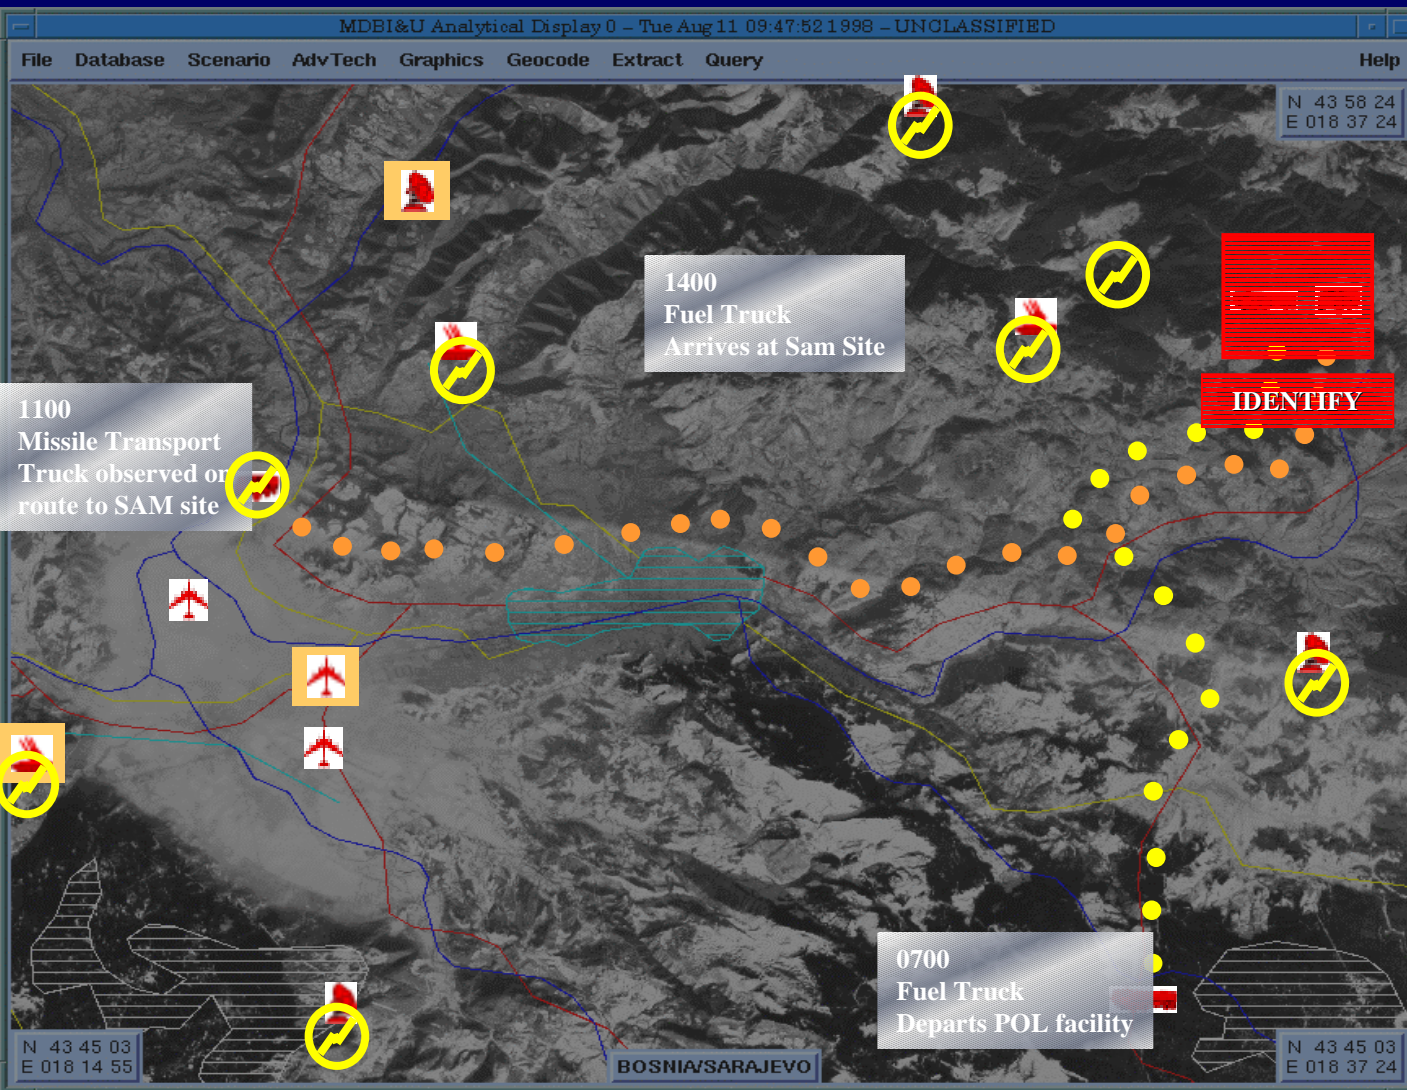 MDBI&U Analytical Display 0 – Tue Aug 11 09:47:52 1998 – UNCLASSIFIED
File Database Scenario AdvTech Graphics Geocode Extract Query Help
N 43 58 24
E 018 37 24
1400
Fuel Truck
Arrives at Sam Site
1100
Missile Transport
Truck observed on
route to SAM site
IDENTIFY
0700
Fuel Truck
Departs POL facility
N 43 45 03
E 018 14 55
BOSNIA/SARAJEVO
N 43 45 03
E 018 37 24